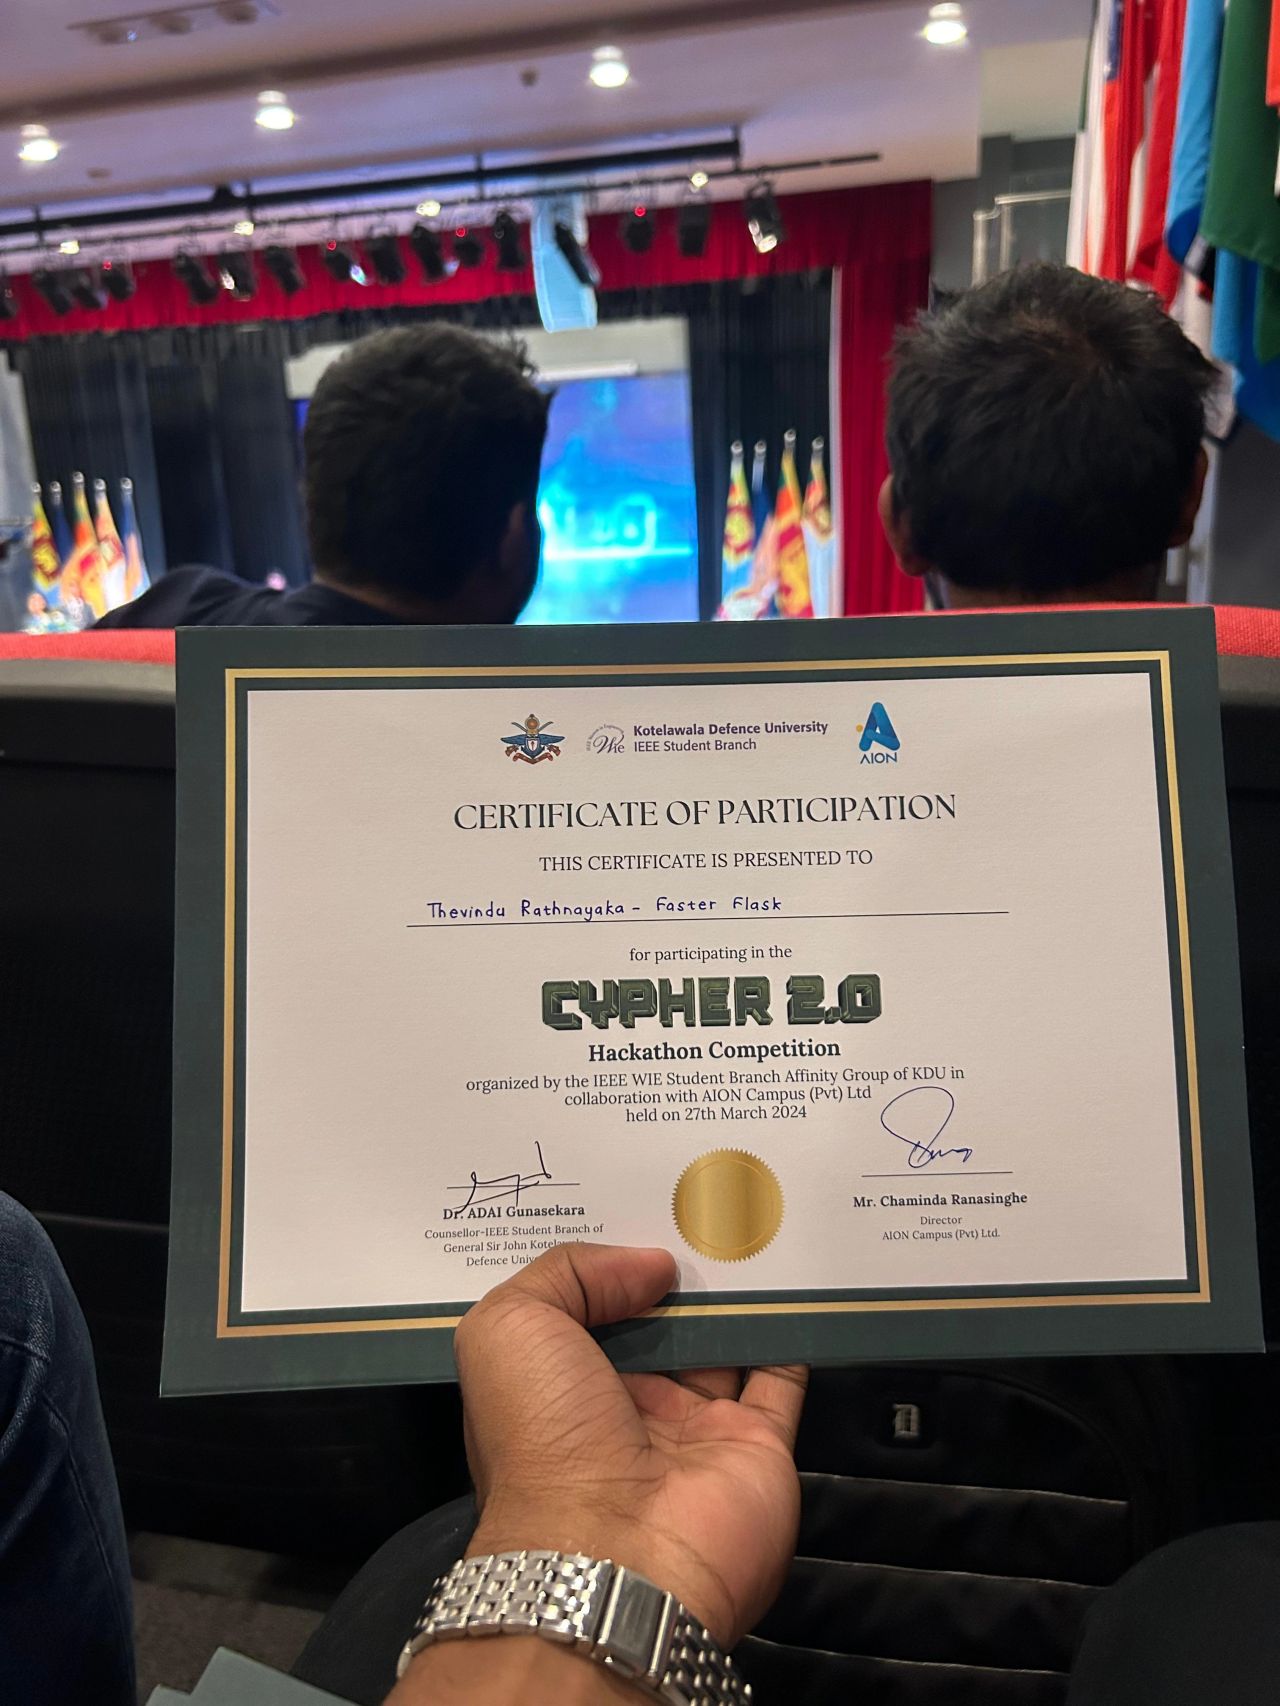 Kotelawala Defence University
Wie IEEE Student Branch
AION
CERTIFICATE OF PARTICIPATION
THIS CERTIFICATE IS PRESENTED TO
Thevindu Rathnayaka - Faster Flask
for participating in the
CYPHER 2.0
Hackathon Competition
organized by the IEEE WIE Student Branch Affinity Group of KDU in
collaboration with AION Campus (Pvt) Ltd
held on 27th March 2024
Dr. ADAI Gunasekara
Counsellor-IEEE Student Branch of
General Sir John
Defence
Mr. Chaminda Ranasinghe
Director
AION Campus (Pvt) Ltd.
D